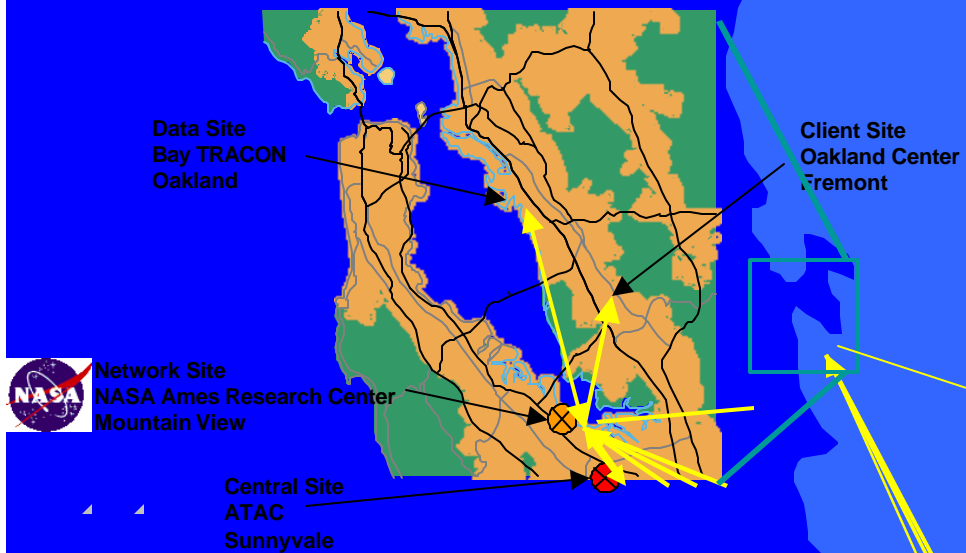 Data Site
Bay TRACON
Oakland
Client Site
Oakland Center
Fremont
NASA
Network Site
NASA Ames Research Center
Mountain View
Central Site
ATAC
Sunnyvale